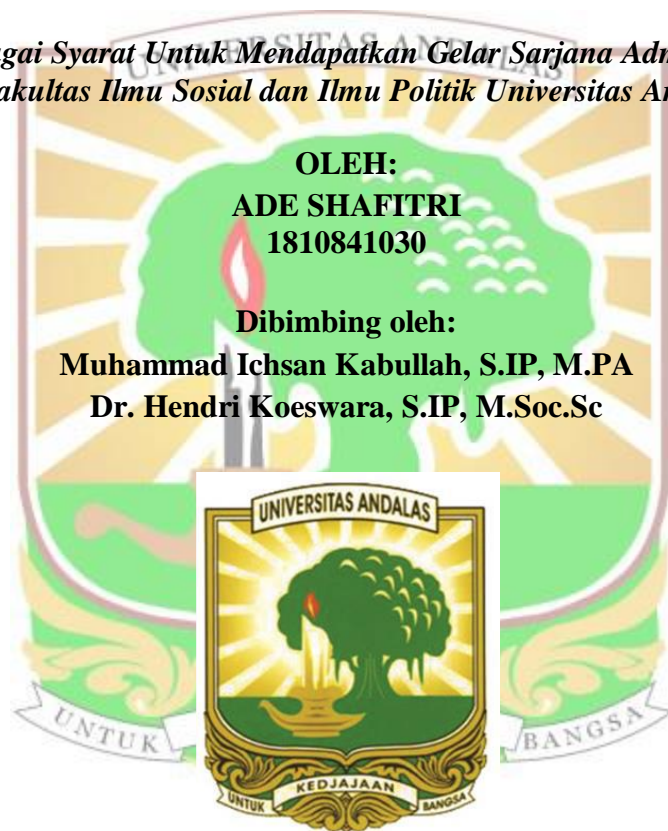 gai Syarat Untuk Mendapatkan Gelar Sarjana Adm
akultas Ilmu Sosial dan Ilmu Politik Universitas An
UNIVERSITAS ANDALAS
OLEH:
ADE SHAFITRI
1810841030
Dibimbing oleh:
Muhammad Ichsan Kabullah, S.IP, M.PA
Dr. Hendri Koeswara, S.IP, M.Soc.Sc
UNIVERSITAS ANDALAS
UNTUK BANGSA
UNTUK KEDJAJAAN BANGSA